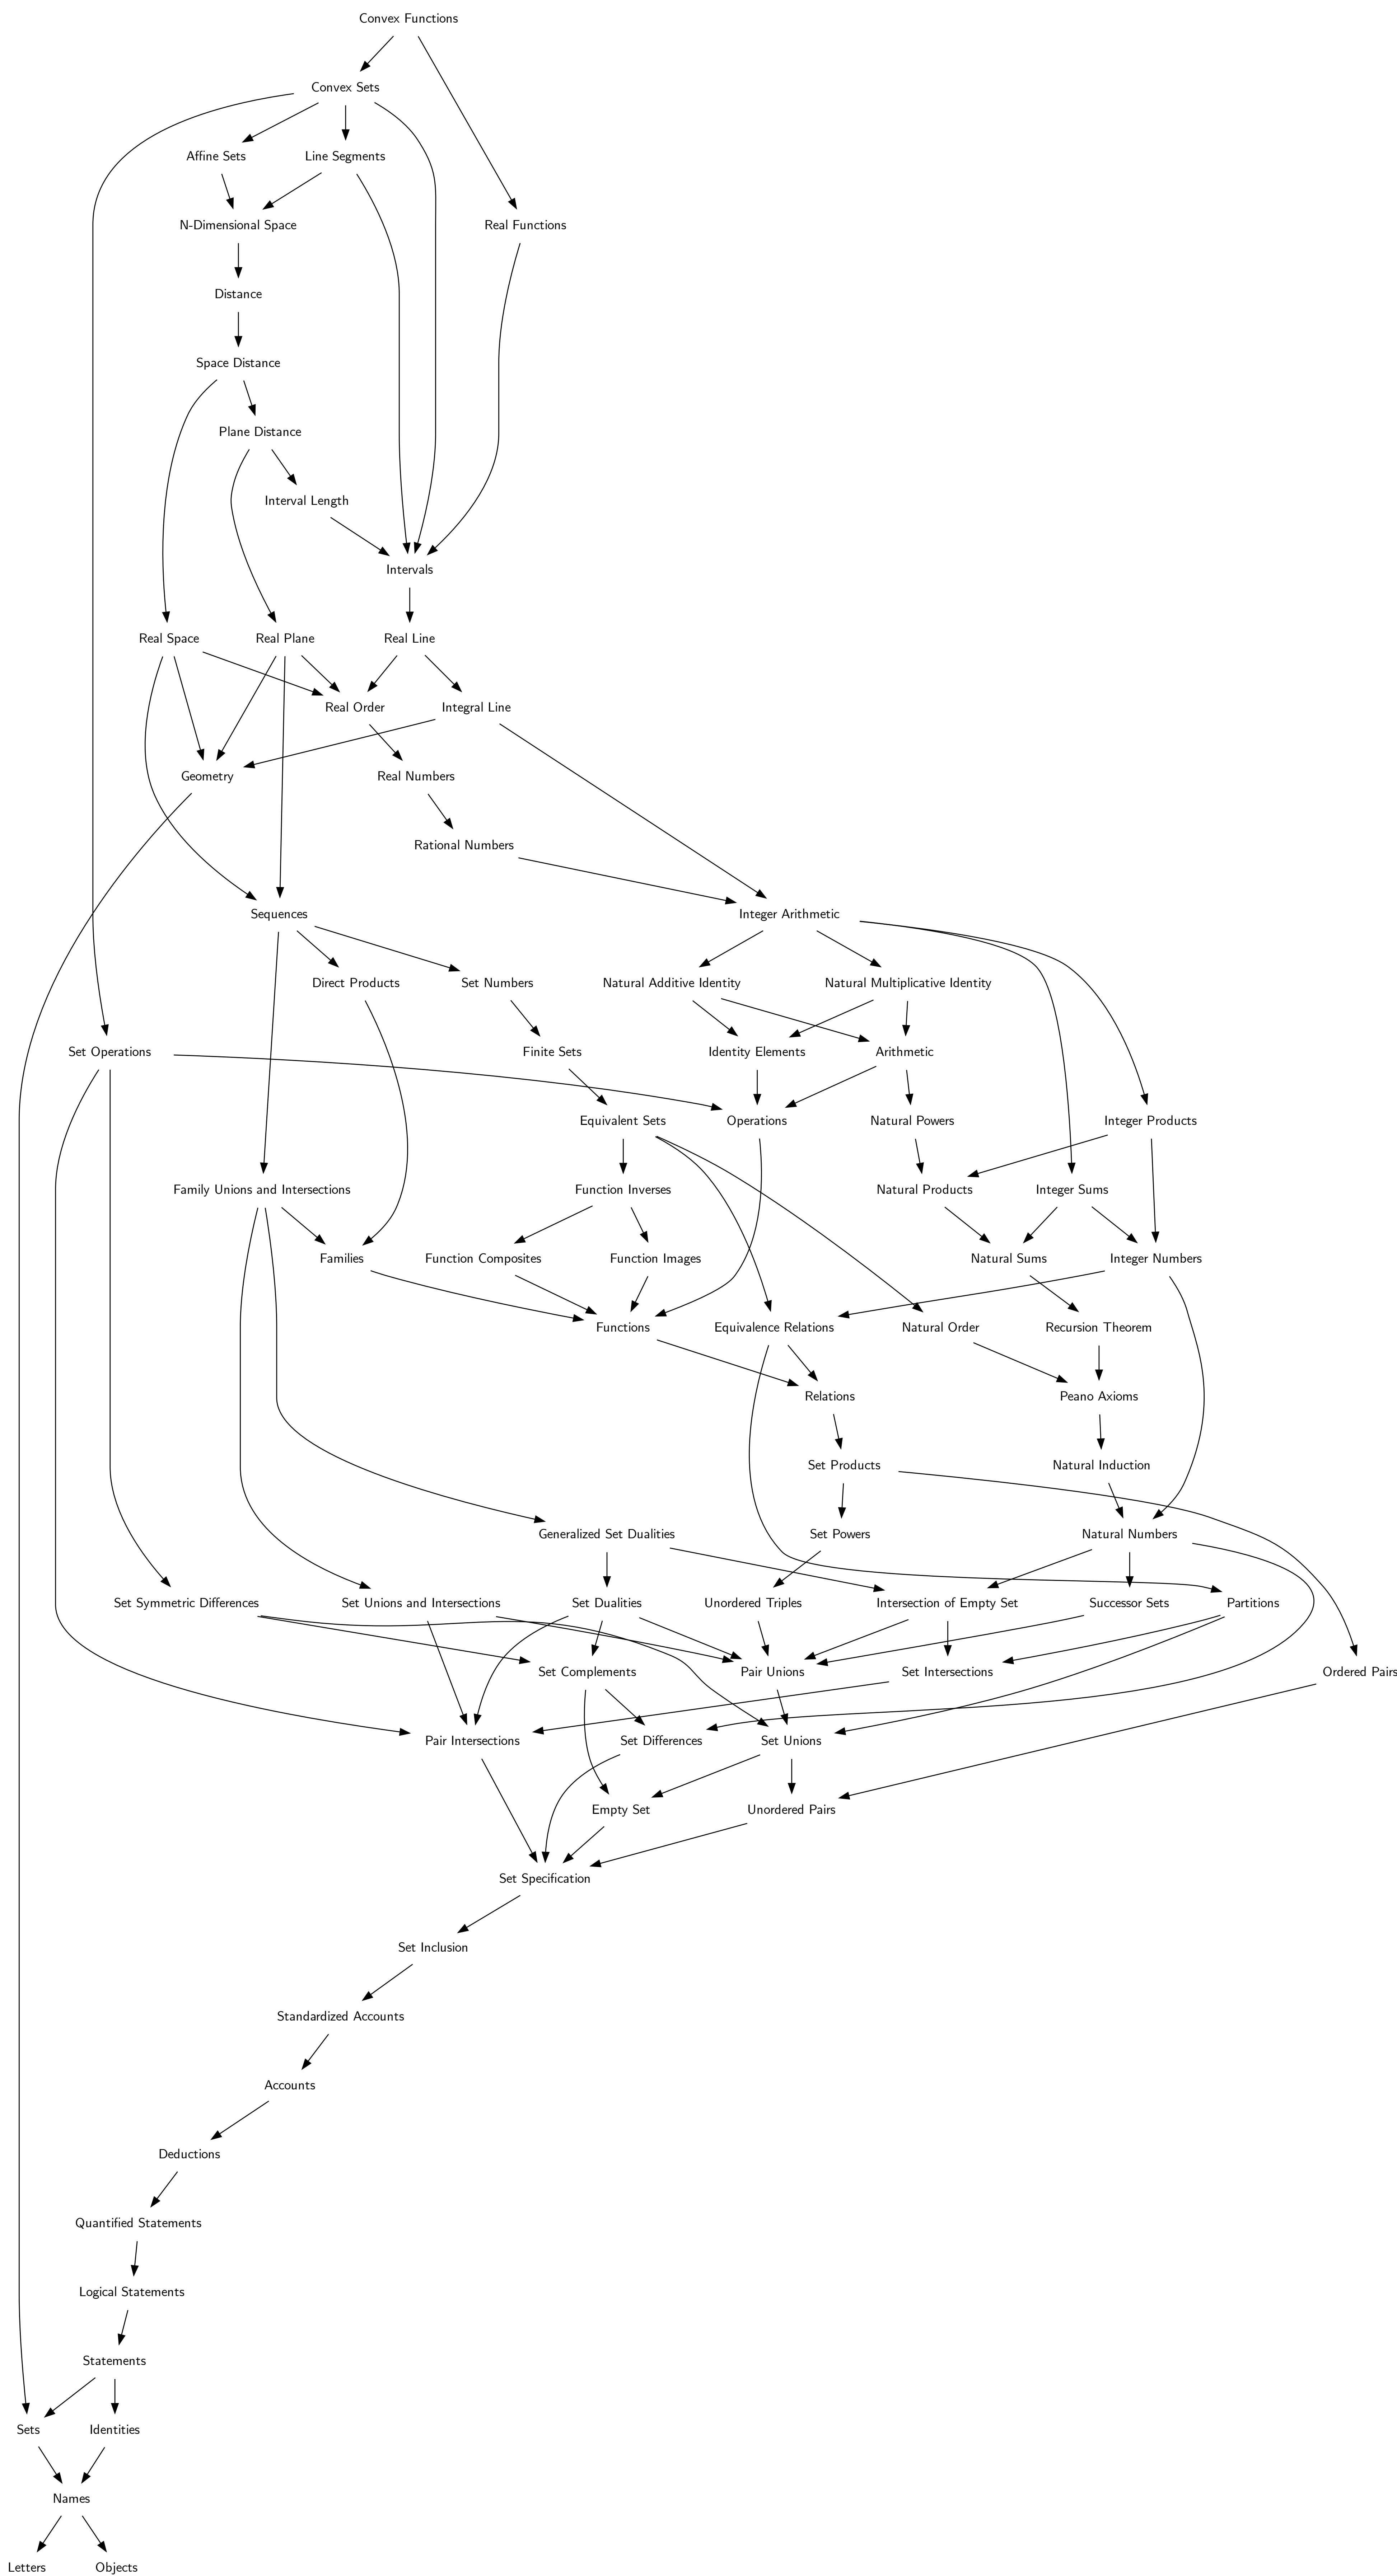 Convex Functions
Convex Sets
Affine Sets
Line Segments
N-Dimensional Space
Real Functions
Distance
Space Distance
Plane Distance
Interval Length
Intervals
Real Space
Real Plane
Real Line
Real Order
Integral Line
Geometry
Real Numbers
Rational Numbers
Sequences
Integer Arithmetic
Direct Products
Set Numbers
Natural Additive Identity
Natural Multiplicative Identity
Set Operations
Finite Sets
Identity Elements
Arithmetic
Equivalent Sets
Operations
Natural Powers
Integer Products
Family Unions and Intersections
Function Inverses
Natural Products
Integer Sums
Families
Function Composites
Function Images
Natural Sums
Integer Numbers
Functions
Equivalence Relations
Natural Order
Recursion Theorem
Relations
Peano Axioms
Set Products
Natural Induction
Generalized Set Dualities
Set Powers
Natural Numbers
Set Symmetric Differences
Set Unions and Intersections
Set Dualities
Unordered Triples
Intersection of Empty Set
Successor Sets
Partitions
Set Complements
Pair Unions
Set Intersections
Ordered Pairs
Pair Intersections
Set Differences
Set Unions
Empty Set
Unordered Pairs
Set Specification
Set Inclusion
Standardized Accounts
Accounts
Deductions
Quantified Statements
Logical Statements
Statements
Sets
Identities
Names
Letters
Objects